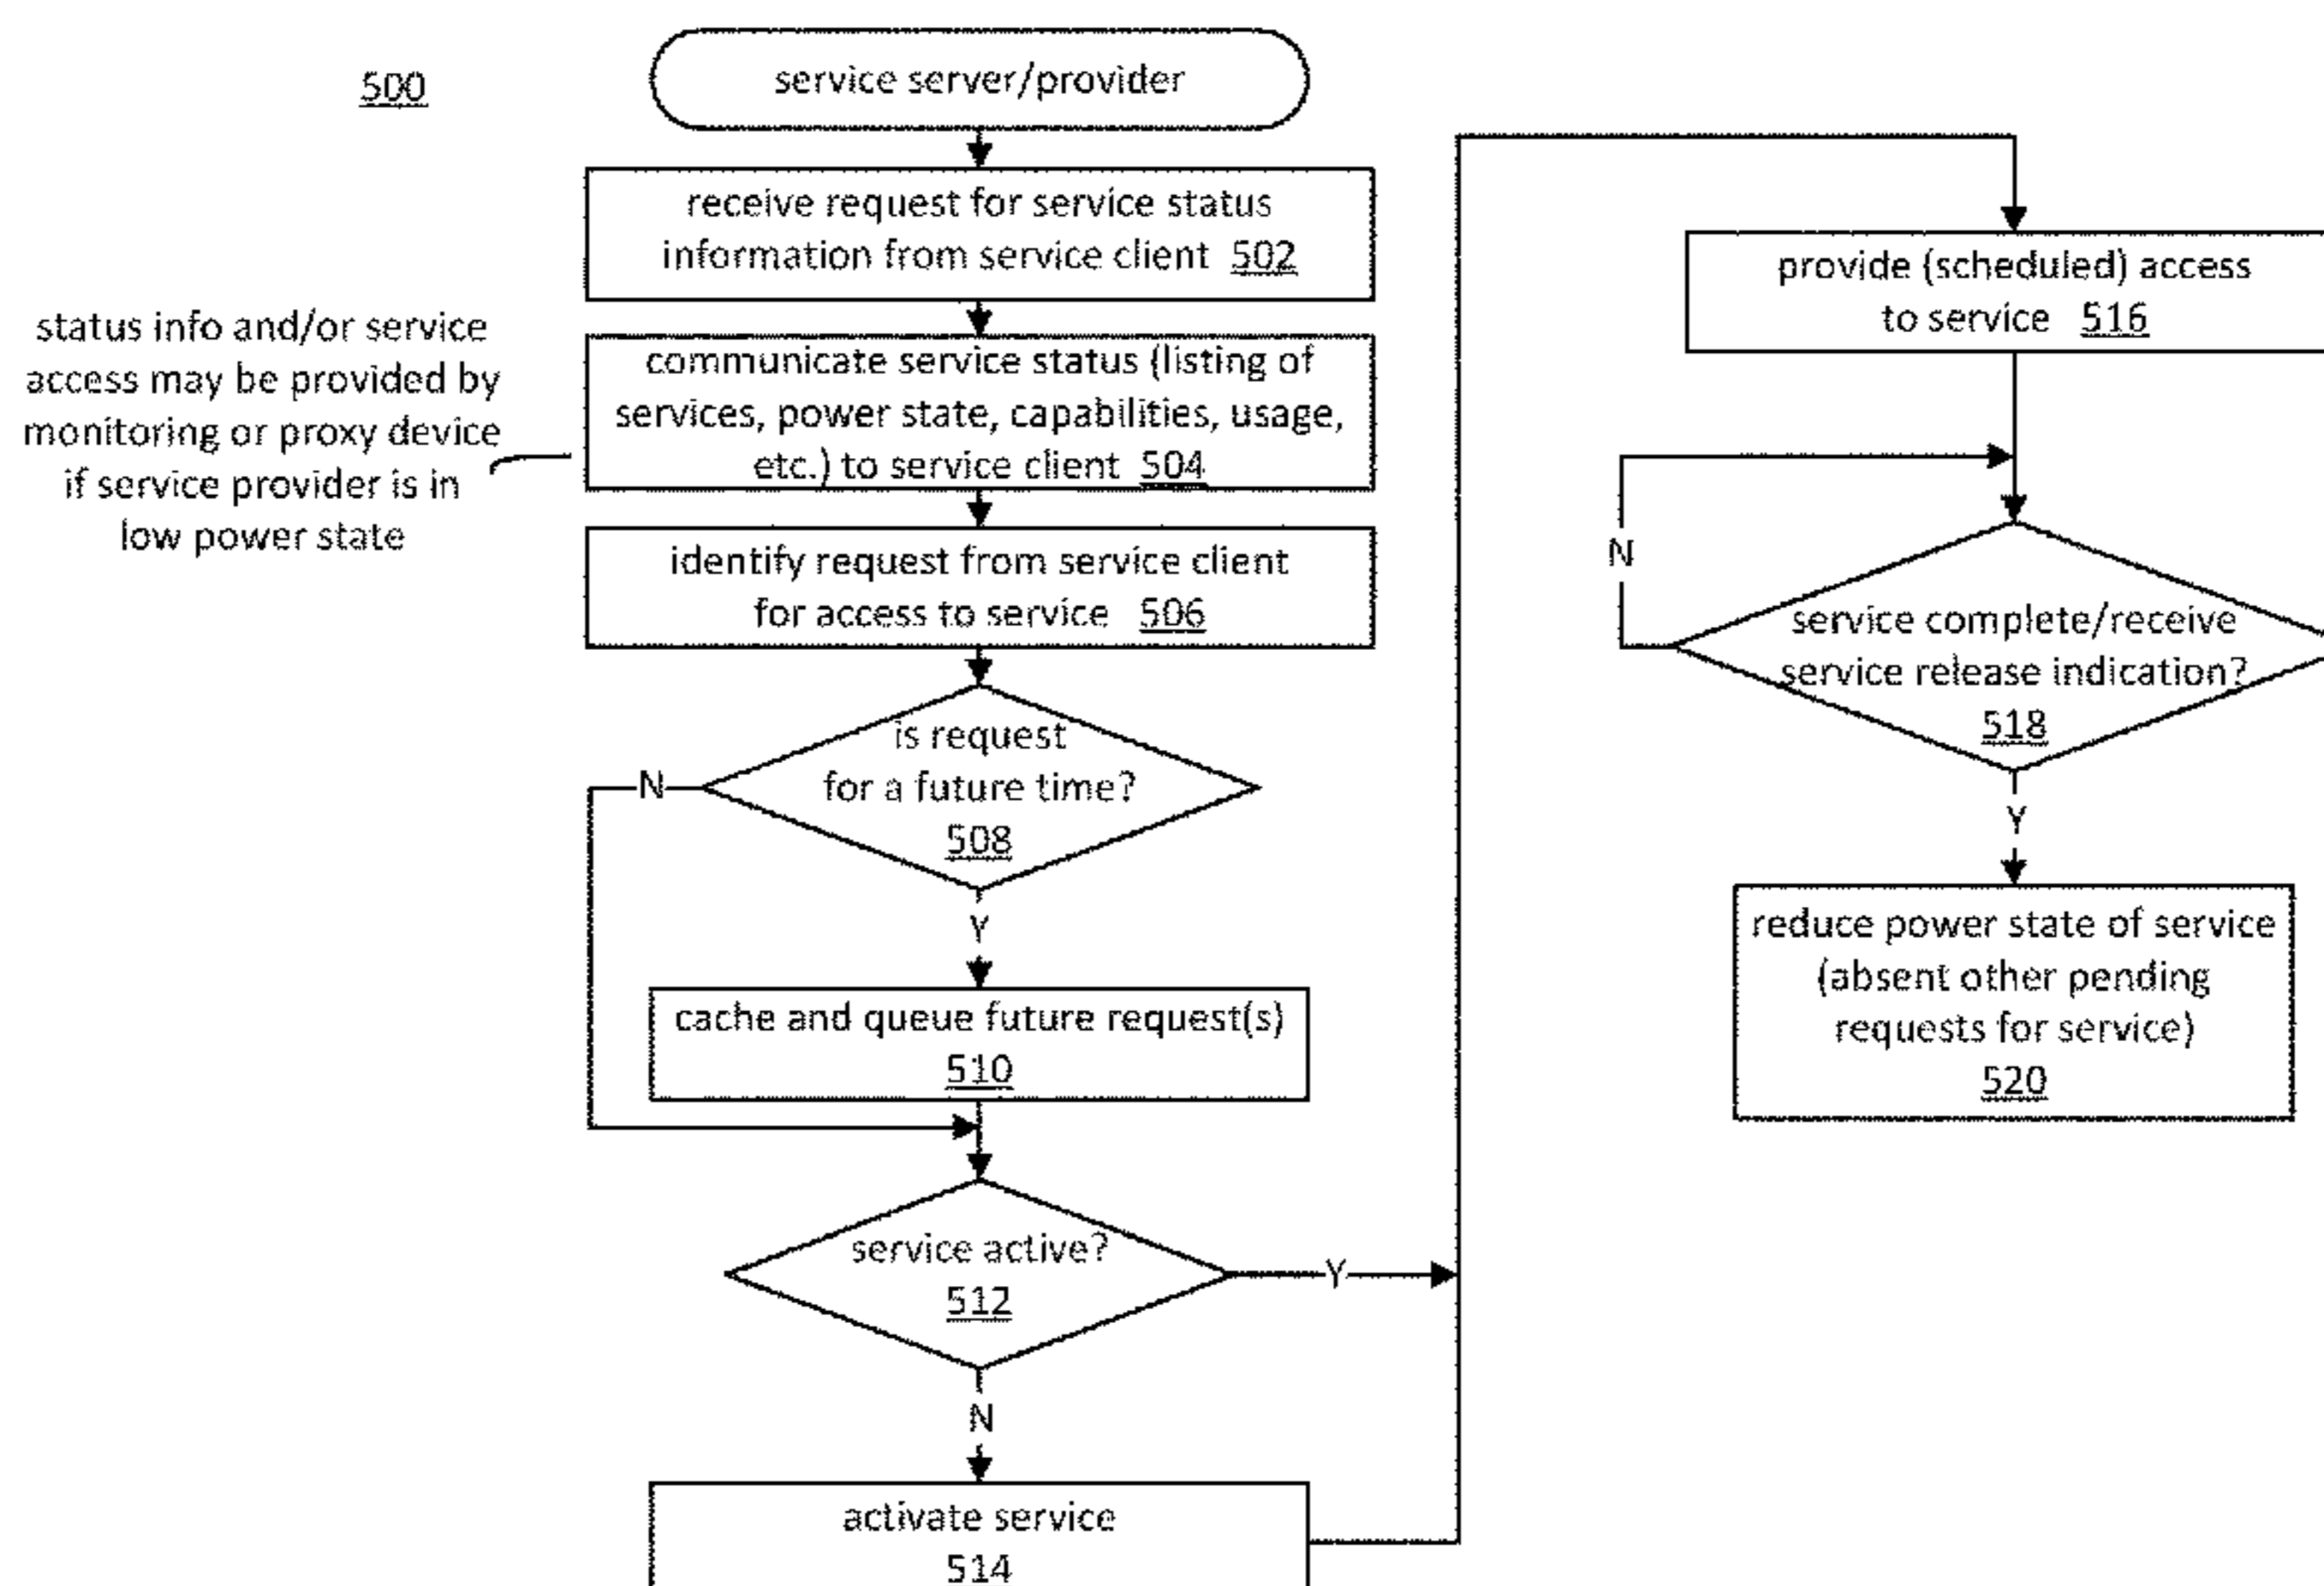 500
service server/provider
receive request for service status
information from service client 502
status info and/or service
access may be provided by
monitoring or proxy device
if service provider is in
low power state
communicate service status (listing of
services, power state, capabilities, usage,
etc.) to service client 504
identify request from service client
for access to service 506
is request
for a future time?
508
N
Y
cache and queue future request(s)
510
service active?
512
Y
N
activate service
514
provide (scheduled) access
to service 516
N
service complete/receive
service release indication?
518
Y
reduce power state of service
(absent other pending
requests for service)
520